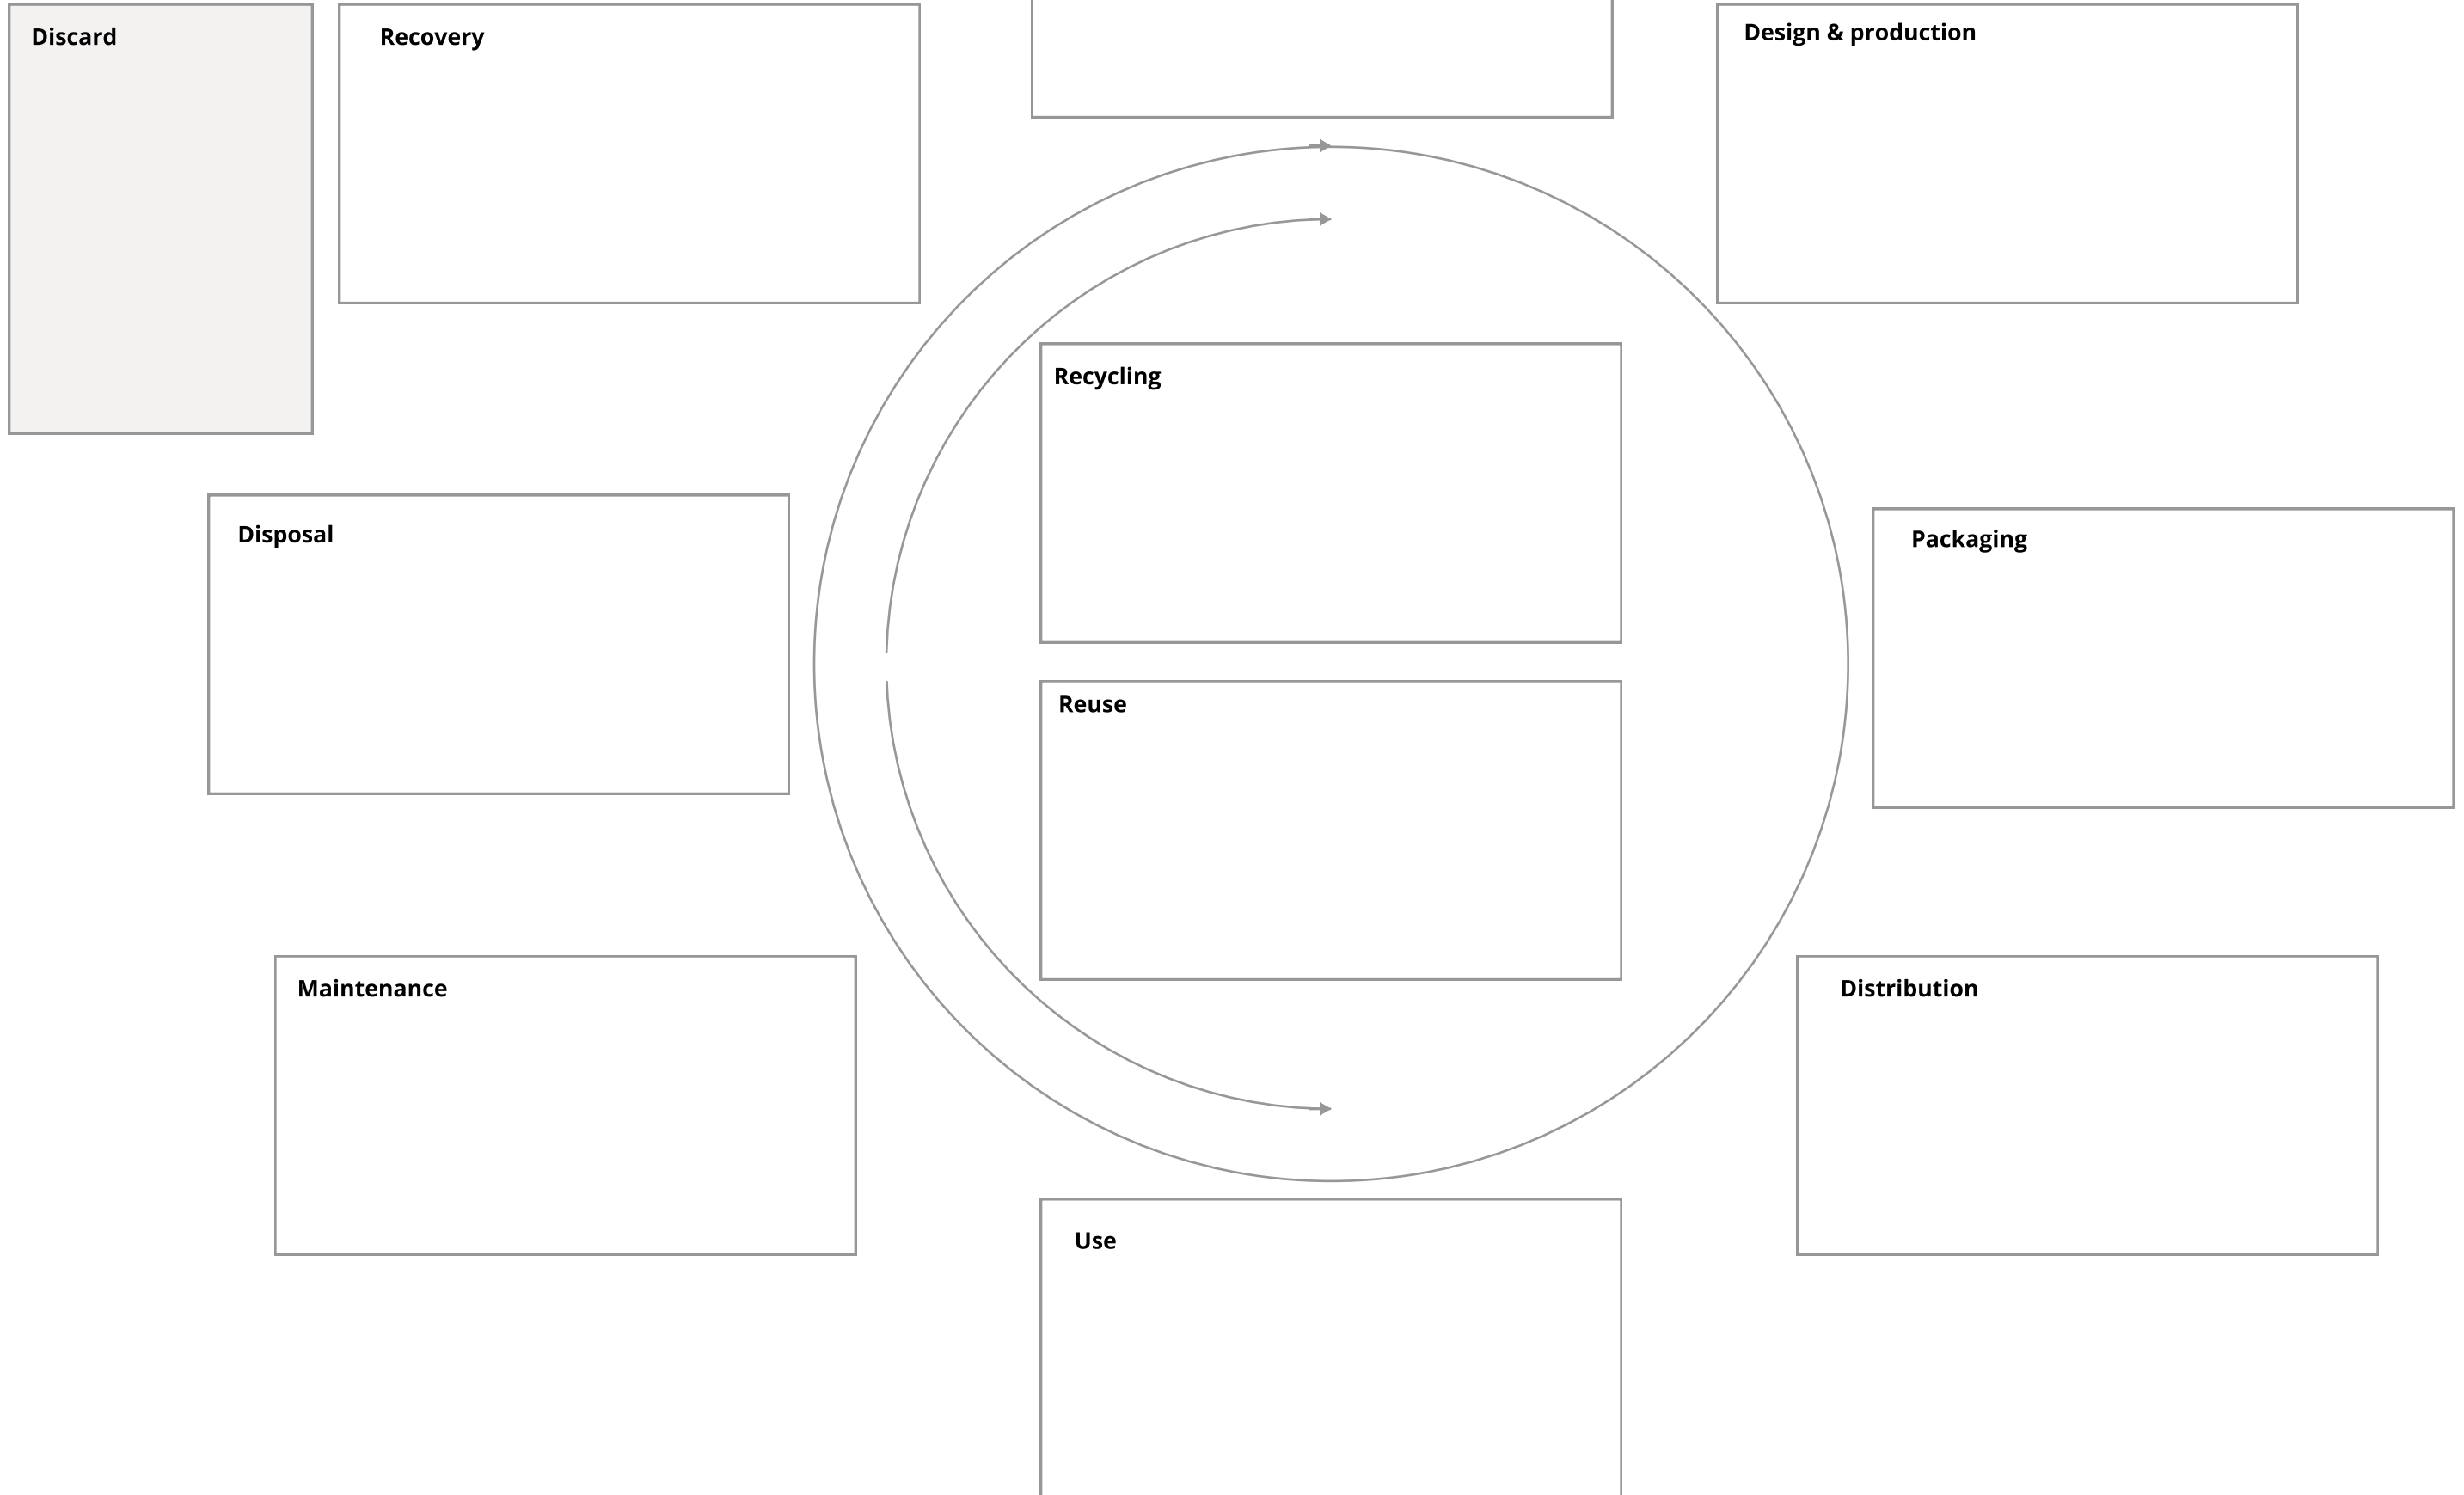 Discard
Recovery
Design & production
Recycling
Disposal
Packaging
Reuse
Maintenance
Distribution
Use